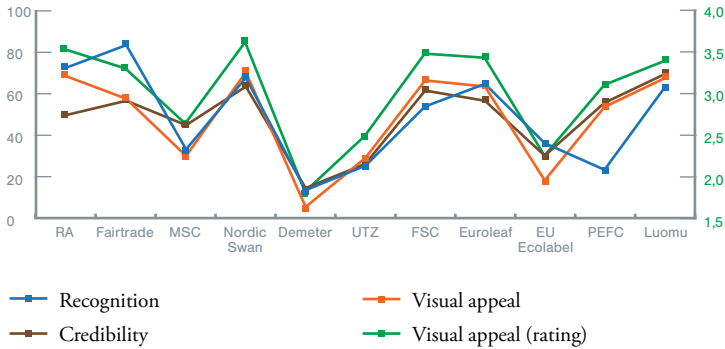 100 4,0
80 3,5
60 3,0
40 2,5
20 2,0
0 1,5
RA Fairtrade MSC Nordic Swan Demeter UTZ FSC Euroleaf EU Ecolabel PEFC Luomu
Recognition Visual appeal
Credibility Visual appeal (rating)